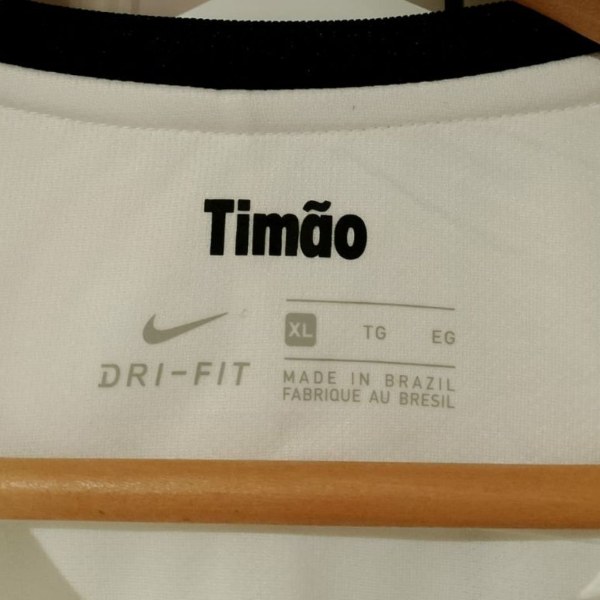 Timão
XL TG EG
DRI-FIT
MADE IN BRAZIL
FABRIQUE AU BRESIL